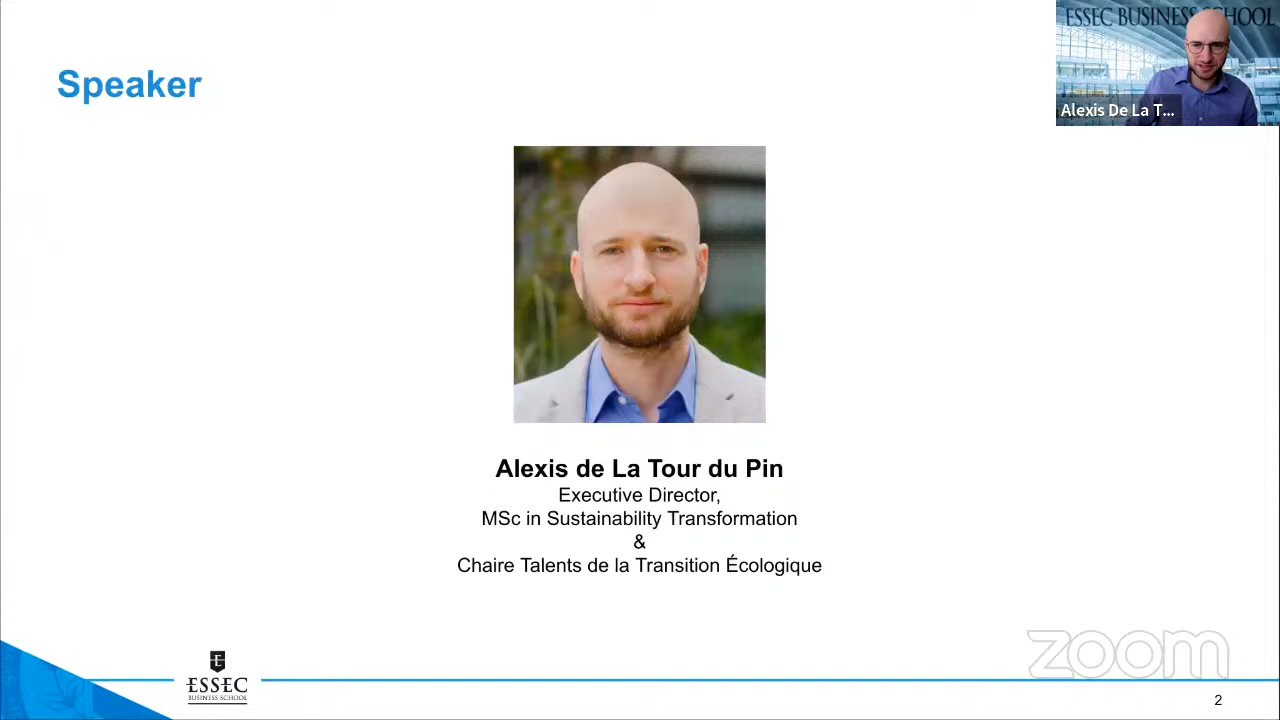 ESSEC BUSINESS SCHOOL
Speaker
Alexis De La T...
Alexis de La Tour du Pin
Executive Director,
MSc in Sustainability Transformation
&
Chaire Talents de la Transition Écologique
zoom
E
ESSEC
BUSINESS SCHOOL
2